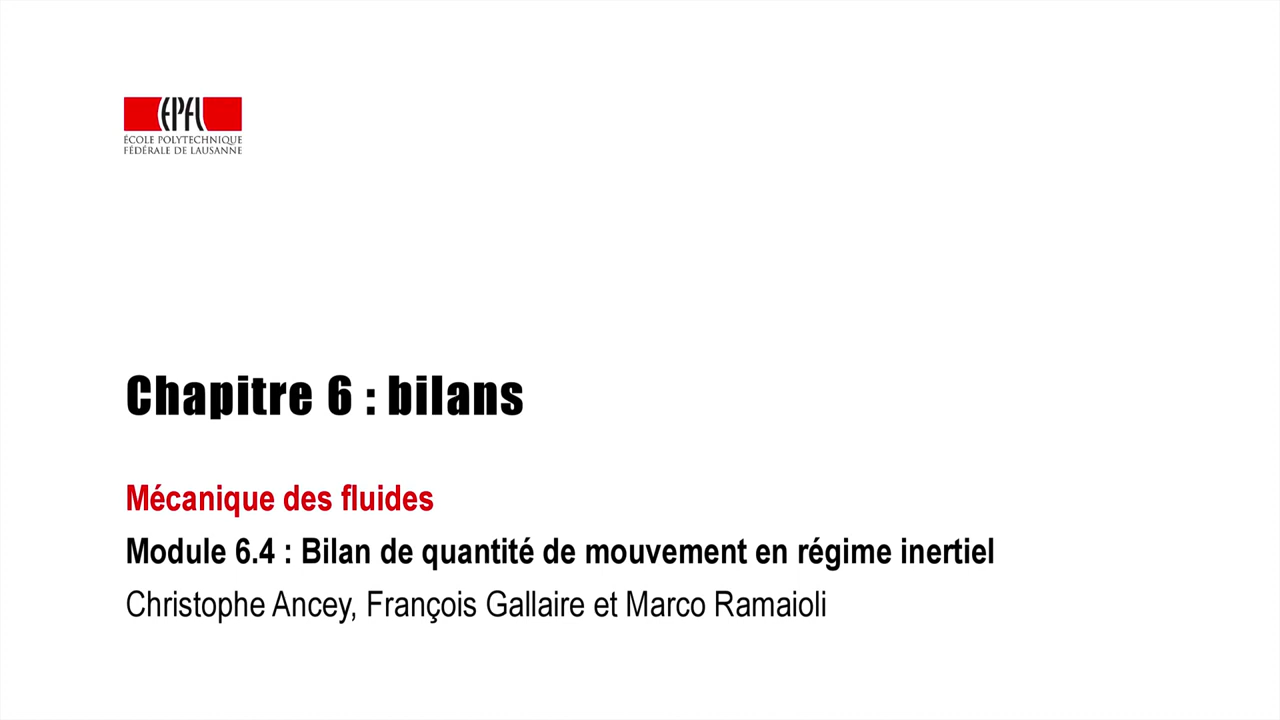 EPFL
ÉCOLE POLYTECHNIQUE
FÉDÉRALE DE LAUSANNE
Chapitre 6 : bilans
Mécanique des fluides
Module 6.4 : Bilan de quantité de mouvement en régime inertiel
Christophe Ancey, François Gallaire et Marco Ramaioli